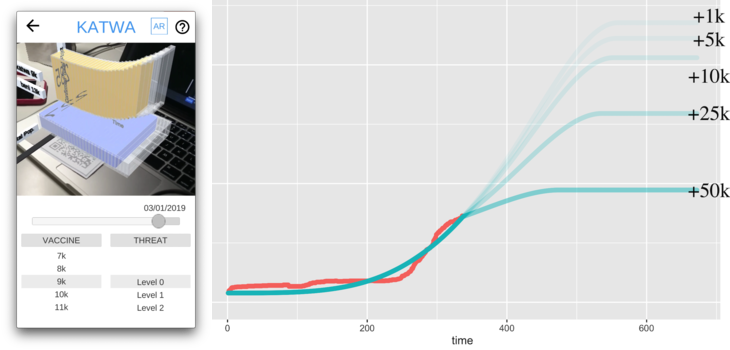 KATWA
AR
?
03/01/2019
VACCINE
THREAT
7k
8k
9k
Level 0
10k
Level 1
11k
Level 2
+1k
+5k
+10k
+25k
+50k
0
200
400
600
time